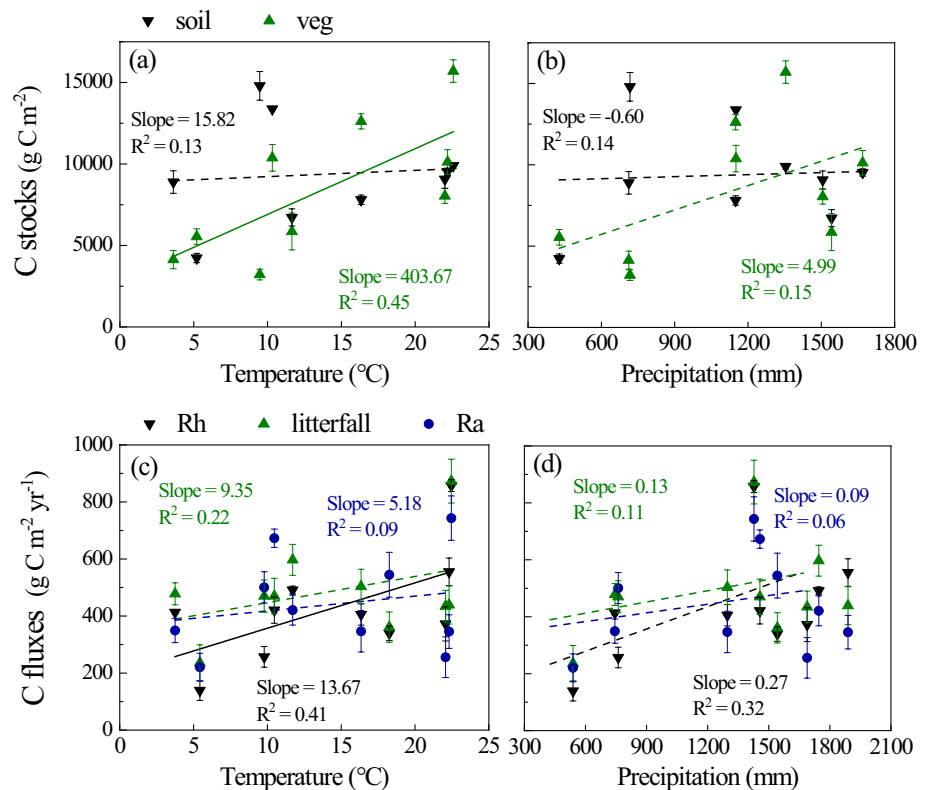 soil veg
(a)
Slope = 15.82
R² = 0.13
Slope = 403.67
R² = 0.45
C stocks (g C m⁻²)
15000
10000
5000
0
0 5 10 15 20 25
Temperature (°C)
(b)
Slope = -0.60
R² = 0.14
Slope = 4.99
R² = 0.15
300 600 900 1200 1500 1800
Precipitation (mm)
Rh litterfall Ra
(c)
Slope = 9.35
R² = 0.22
Slope = 5.18
R² = 0.09
Slope = 13.67
R² = 0.41
C fluxes (g C m⁻² yr⁻¹)
1000
800
600
400
200
0
0 5 10 15 20 25
Temperature (°C)
(d)
Slope = 0.13
R² = 0.11
Slope = 0.09
R² = 0.06
Slope = 0.27
R² = 0.32
300 600 900 1200 1500 1800 2100
Precipitation (mm)